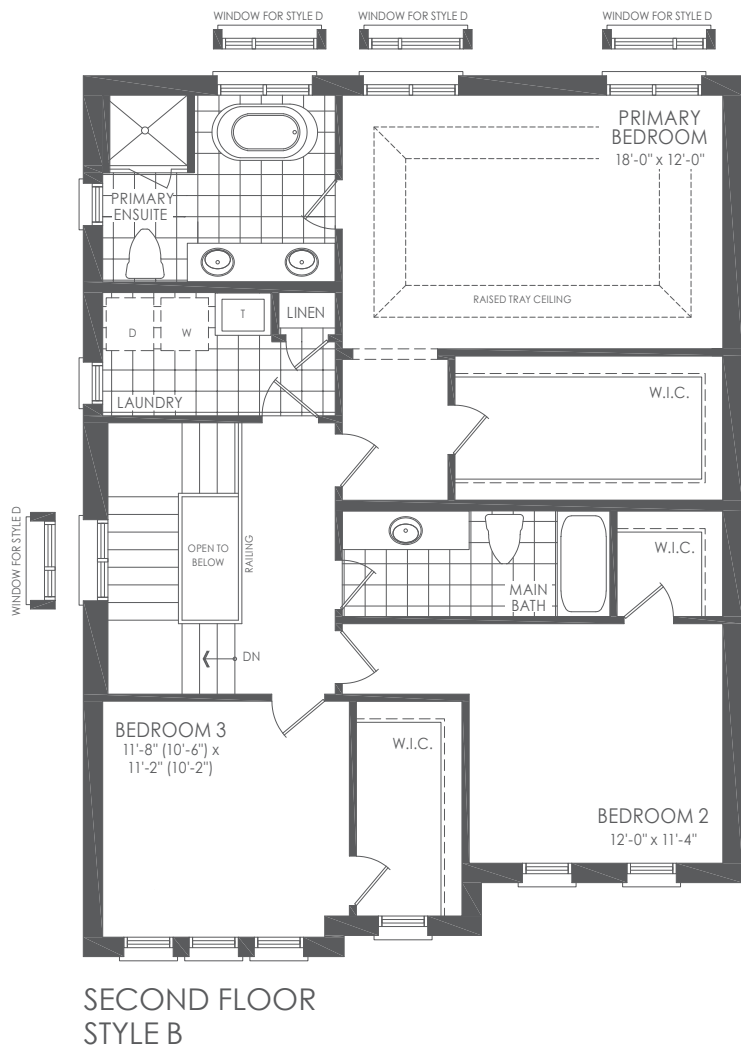 WINDOW FOR STYLE D
WINDOW FOR STYLE D
WINDOW FOR STYLE D
PRIMARY
BEDROOM
18'-0" x 12'-0"
PRIMARY
ENSUITE
RAISED TRAY CEILING
D
W
T
LINEN
LAUNDRY
W.I.C.
WINDOW FOR STYLE D
OPEN TO
BELOW
RAILING
W.I.C.
MAIN
BATH
DN
BEDROOM 3
11'-8" (10'-6") x
11'-2" (10'-2")
W.I.C.
BEDROOM 2
12'-0" x 11'-4"
SECOND FLOOR
STYLE B